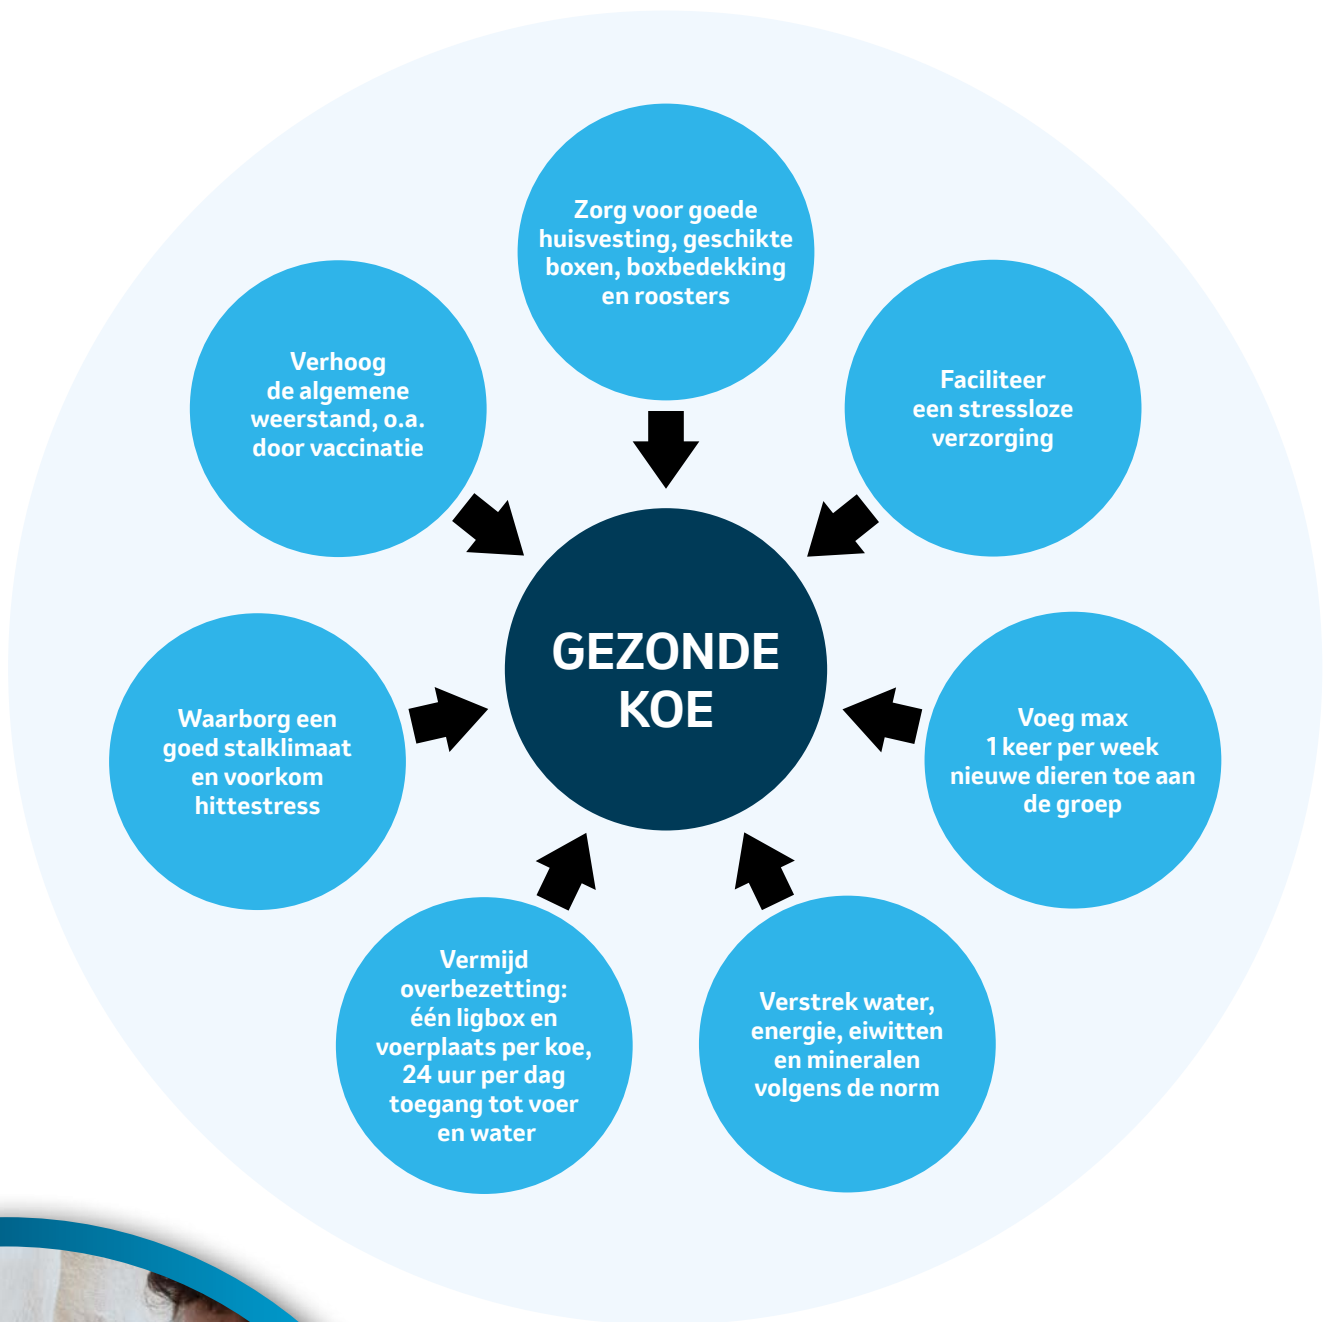 Zorg voor goede
huisvesting, geschikte
boxen, boxbedekking
en roosters
Faciliteer
een stressloze
verzorging
Voeg max
1 keer per week
nieuwe dieren toe aan
de groep
Verstrek water,
energie, eiwitten
en mineralen
volgens de norm
Vermijd
overbezetting:
één ligbox en
voerplaats per koe,
24 uur per dag
toegang tot voer
en water
Waarborg een
goed stalklimaat
en voorkom
hittestress
Verhoog
de algemene
weerstand, o.a.
door vaccinatie
GEZONDE
KOE